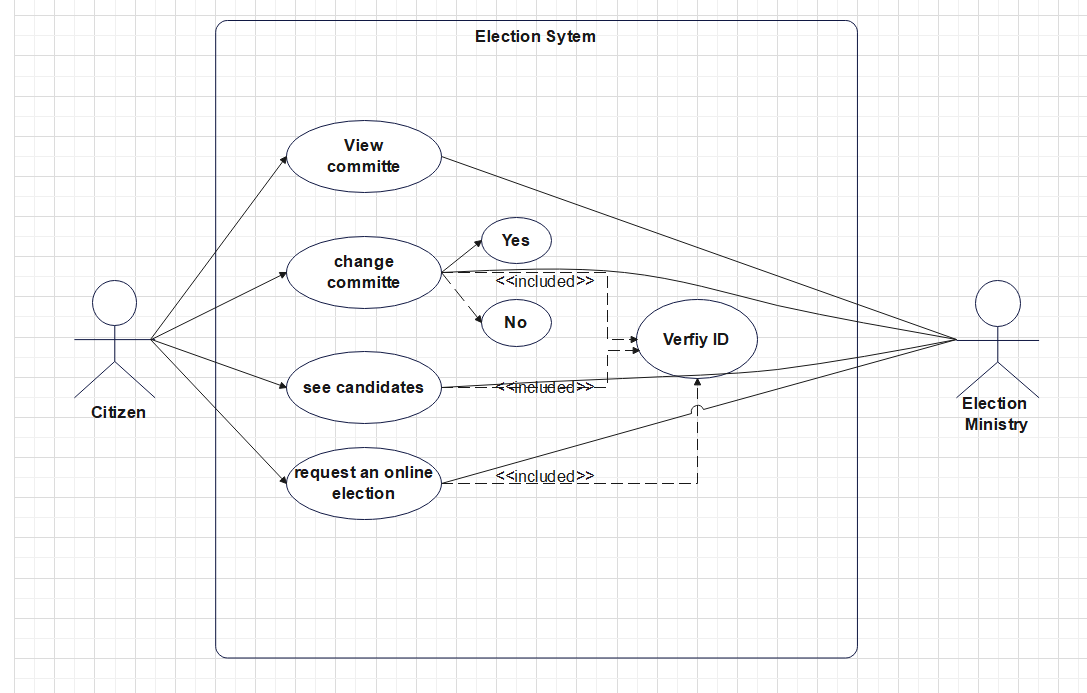 Election Sytem
View
committe
Yes
change
committe
<<included>>
No
Verfiy ID
see candidates
<<included>>
Citizen
Election
Ministry
request an online
election
<<included>>